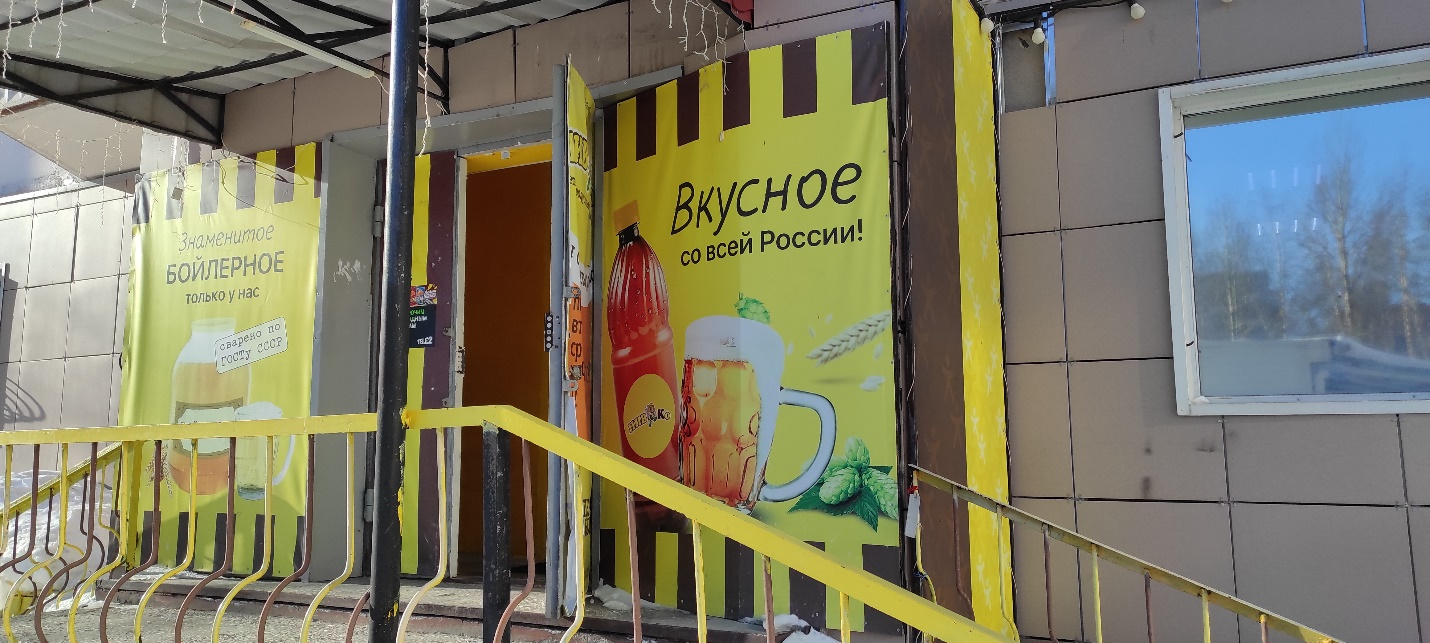 Знаменитое
БОЙЛЕРНОЕ
только у нас
сварено по
ГОСТу СССР
Вкусное
со всей России!